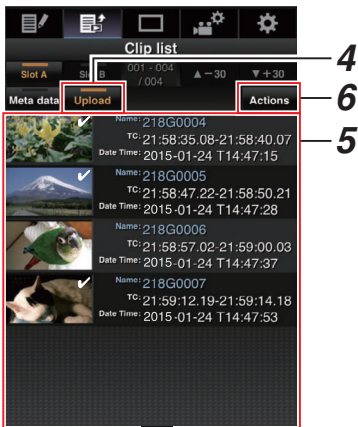 Clip list
4
Slot A Slot B 001 - 004 / 004 ▲-30 ▼+30
Meta data Upload Actions
6
5
Name: 218G0004
TC: 21:58:35.08-21:58:40.07
Date Time: 2015-01-24 T14:47:15
Name: 218G0005
TC: 21:58:47.22-21:58:50.21
Date Time: 2015-01-24 T14:47:28
Name: 218G0006
TC: 21:58:57.02-21:59:00.03
Date Time: 2015-01-24 T14:47:37
Name: 218G0007
TC: 21:59:12.19-21:59:14.18
Date Time: 2015-01-24 T14:47:53